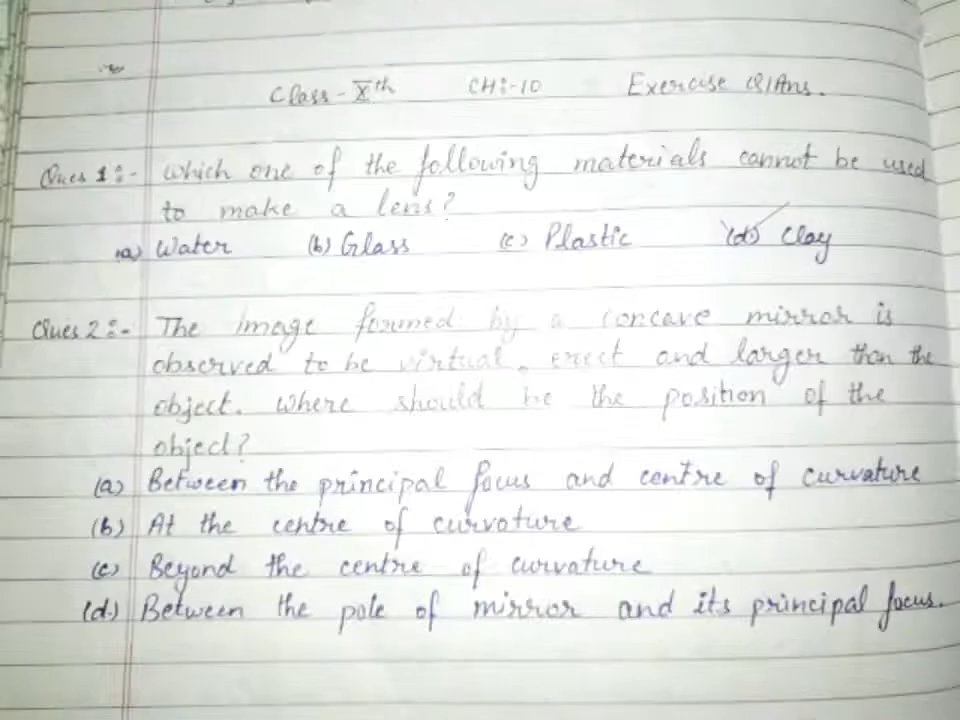 Class - Xth CH:-10 Exercise Q/Ans.
Ques 1:- Which one of the following materials cannot be used
to make a lens?
(a) Water (b) Glass (c) Plastic (d) Clay
Ques 2:- The image formed by a concave mirror is
observed to be virtual, erect and larger than the
object. Where should be the position of the
object?
(a) Between the principal focus and centre of curvature
(b) At the centre of curvature
(c) Beyond the centre of curvature
(d) Between the pole of mirror and its principal focus.